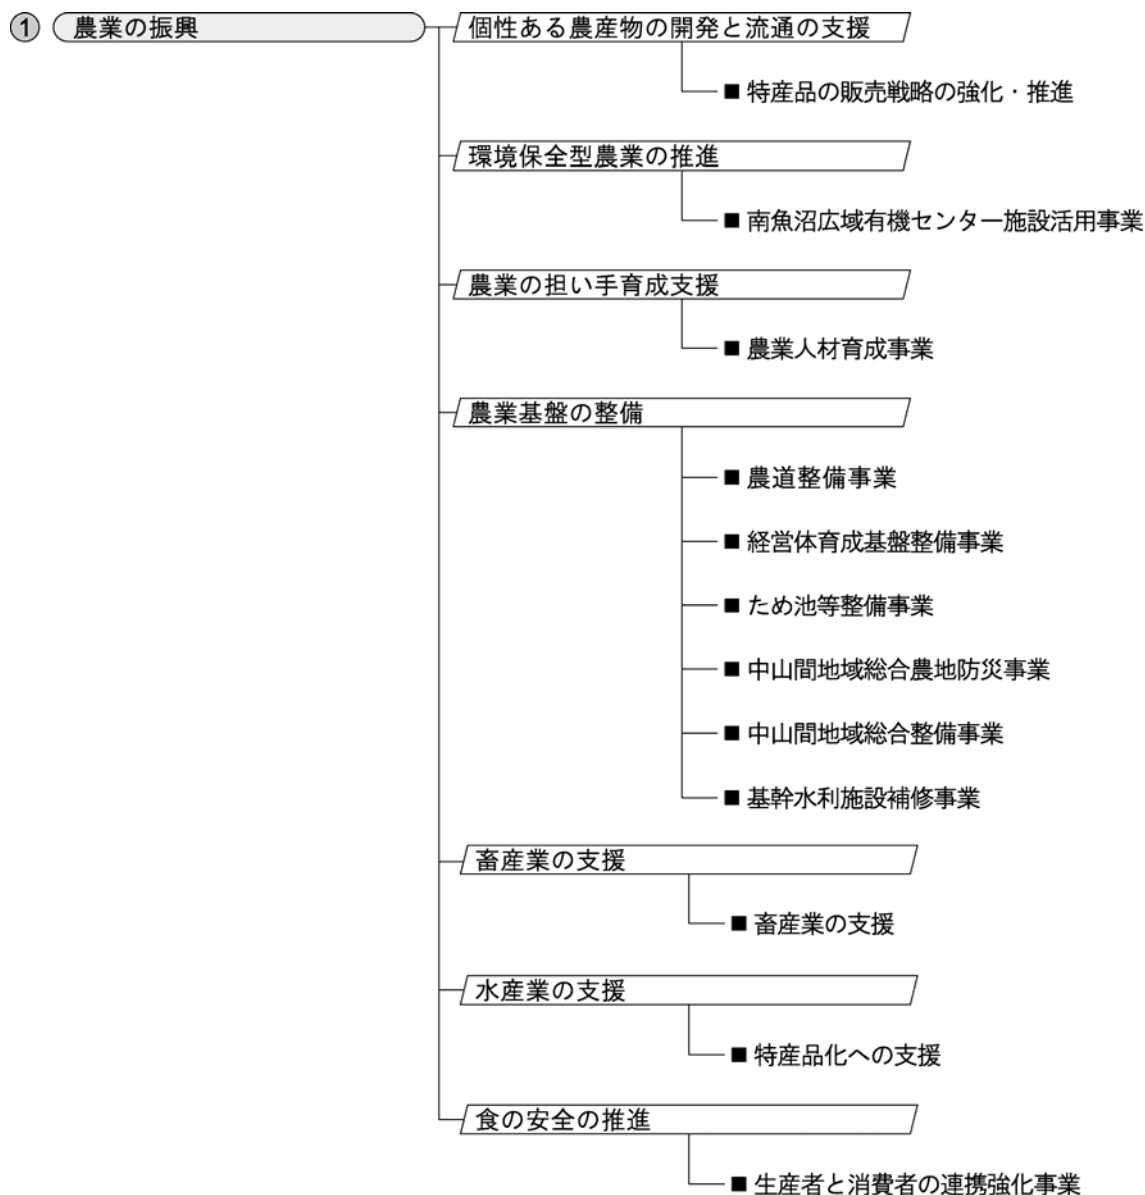 ① 農業の振興
個性ある農産物の開発と流通の支援
■ 特産品の販売戦略の強化・推進
環境保全型農業の推進
■ 南魚沼広域有機センター施設活用事業
農業の担い手育成支援
■ 農業人材育成事業
農業基盤の整備
■ 農道整備事業
■ 経営体育成基盤整備事業
■ ため池等整備事業
■ 中山間地域総合農地防災事業
■ 中山間地域総合整備事業
■ 基幹水利施設補修事業
畜産業の支援
■ 畜産業の支援
水産業の支援
■ 特産品化への支援
食の安全の推進
■ 生産者と消費者の連携強化事業